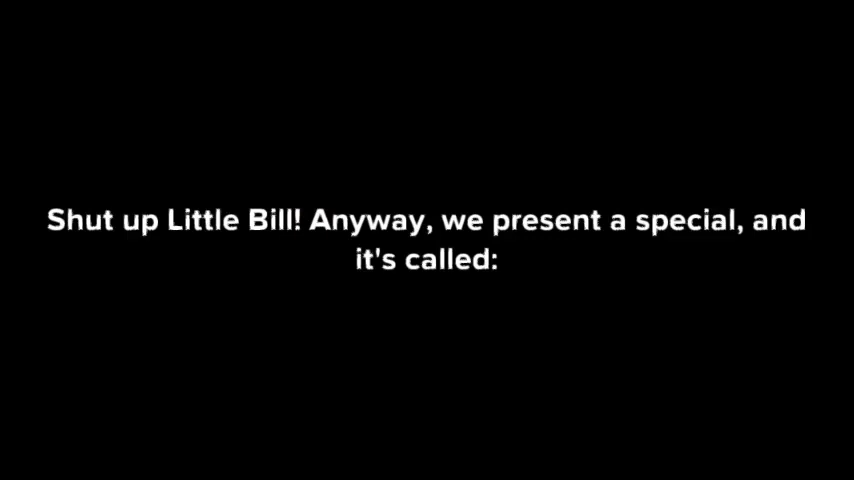 Shut up Little Bill! Anyway, we present a special, and
it's called: